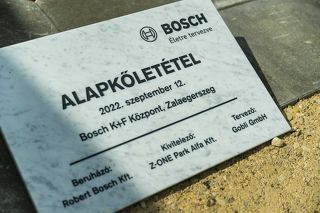 BOSCH
Életre tervezve
ALAPKŐLETÉTEL
2022. szeptember 12.
Bosch K+F Központ, Zalaegerszeg
Beruházó:
Robert Bosch Kft.
Kivitelező:
Z-ONE Park Alfa Kft.
Tervező:
Gobli GmbH